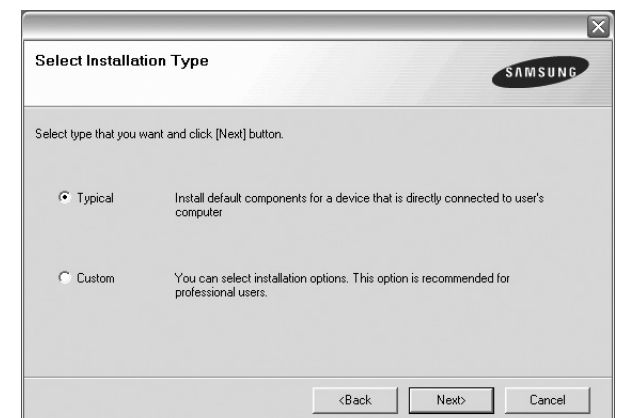 Select Installation Type
SAMSUNG
Select type that you want and click [Next] button.
Typical
Install default components for a device that is directly connected to user's
computer
Custom
You can select installation options. This option is recommended for
professional users.
<Back
Next>
Cancel